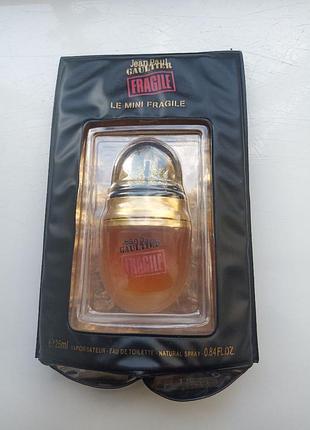 Jean Paul
GAULTIER
FRAGILE
LE MINI FRAGILE
Jean Paul
GAULTIER
FRAGILE
℮25ml VAPORISATEUR - EAU DE TOILETTE - NATURAL SPRAY - 0.84 FL.OZ.